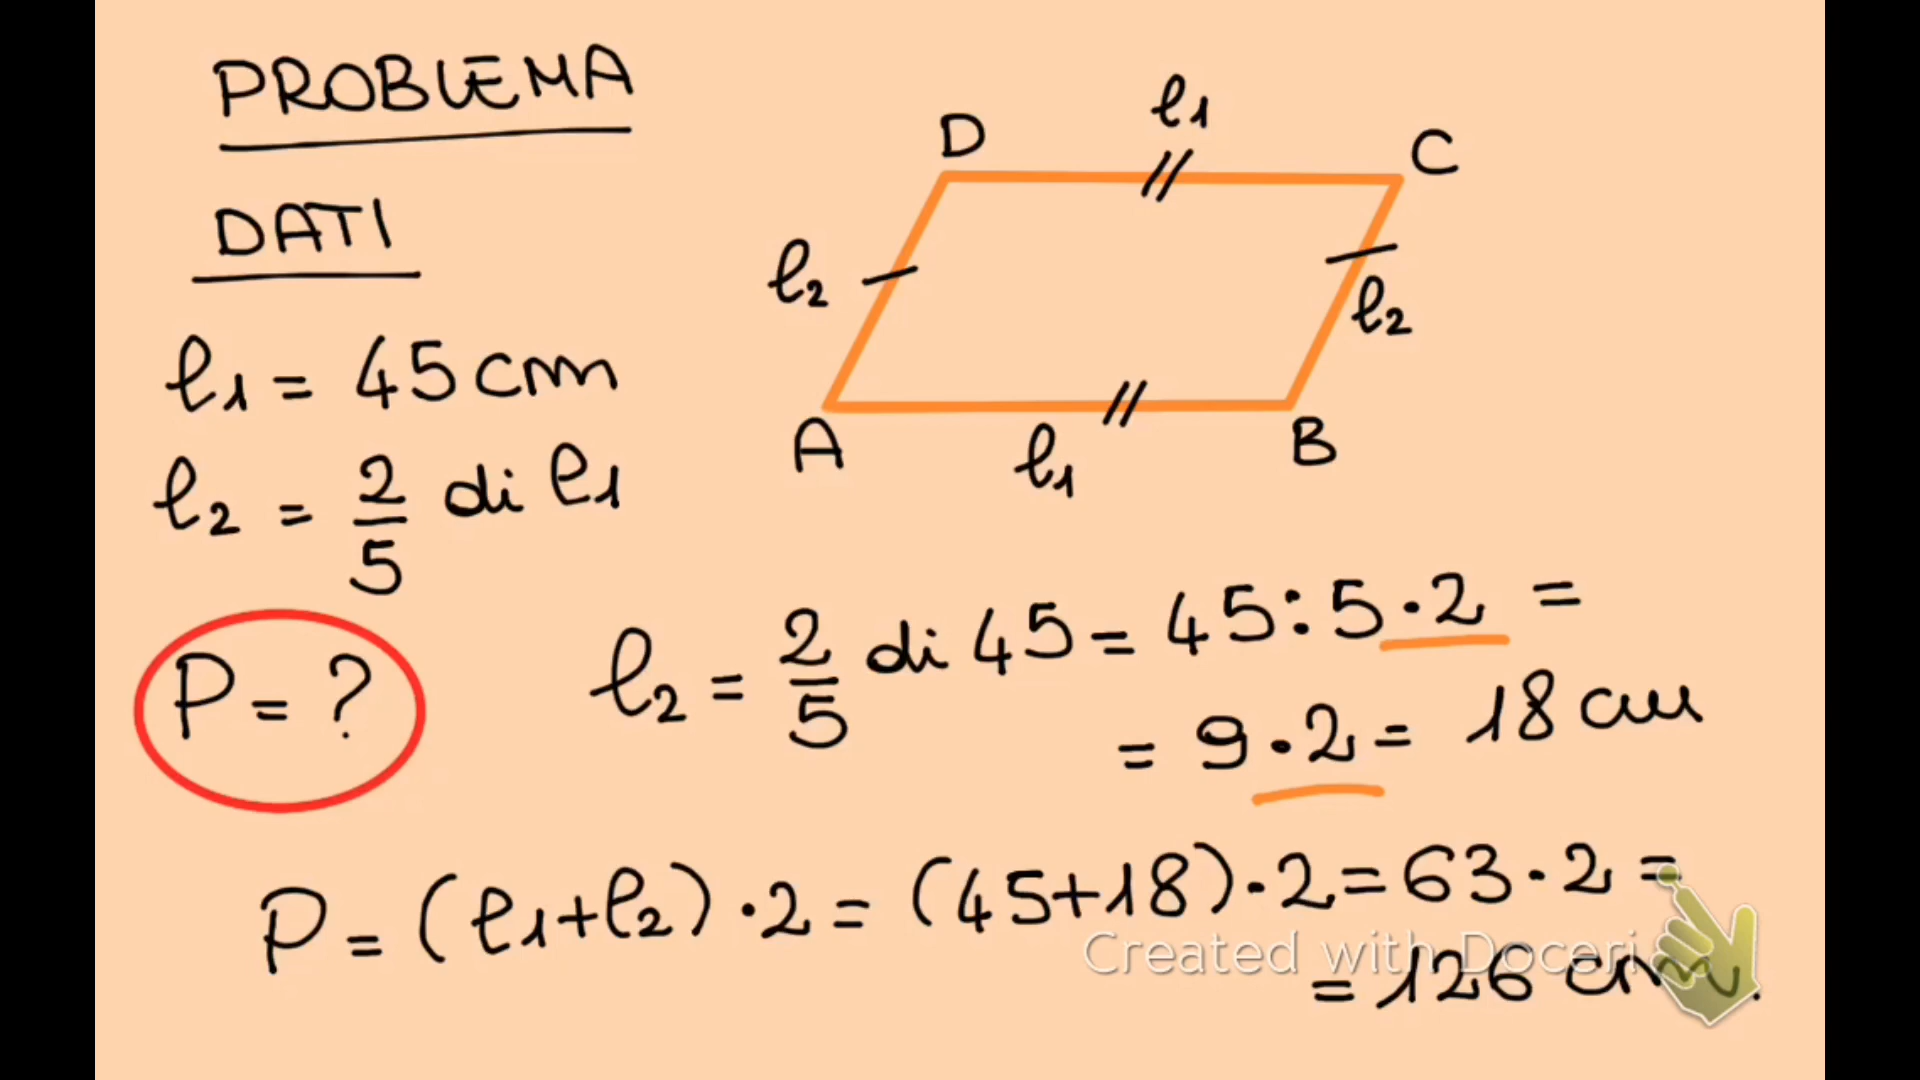 PROBLEMA
DATI
l1 = 45 cm
l2 = 2/5 di l1
P = ?
D
l1
C
l2
l2
A
l1
B
l2 = 2/5 di 45 = 45 : 5 · 2 =
= 9 · 2 = 18 cm
P = (l1 + l2) · 2 = (45 + 18) · 2 = 63 · 2 =
= 126 cm.
Created with Doceri